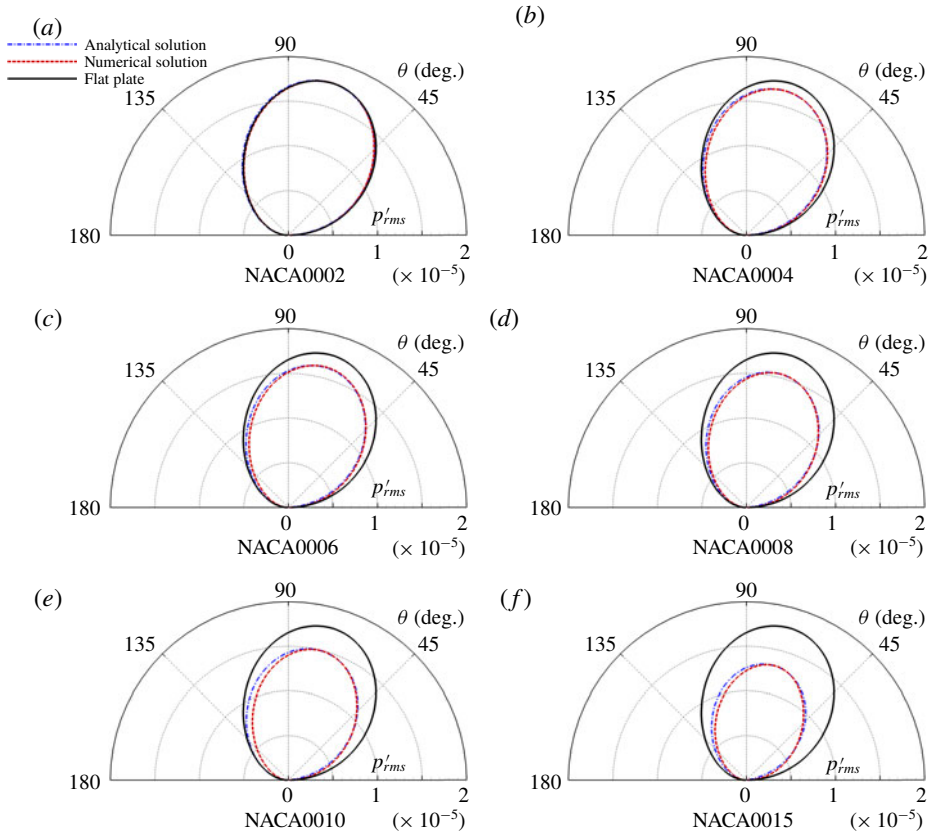 (a)
Analytical solution
Numerical solution
Flat plate
90
θ (deg.)
135
45
p′rms
180
0 1 2
NACA0002 (× 10⁻⁵)
(b)
90
θ (deg.)
135
45
p′rms
180
0 1 2
NACA0004 (× 10⁻⁵)
(c)
90
θ (deg.)
135
45
p′rms
180
0 1 2
NACA0006 (× 10⁻⁵)
(d)
90
θ (deg.)
135
45
p′rms
180
0 1 2
NACA0008 (× 10⁻⁵)
(e)
90
θ (deg.)
135
45
p′rms
180
0 1 2
NACA0010 (× 10⁻⁵)
(f)
90
θ (deg.)
135
45
p′rms
180
0 1 2
NACA0015 (× 10⁻⁵)